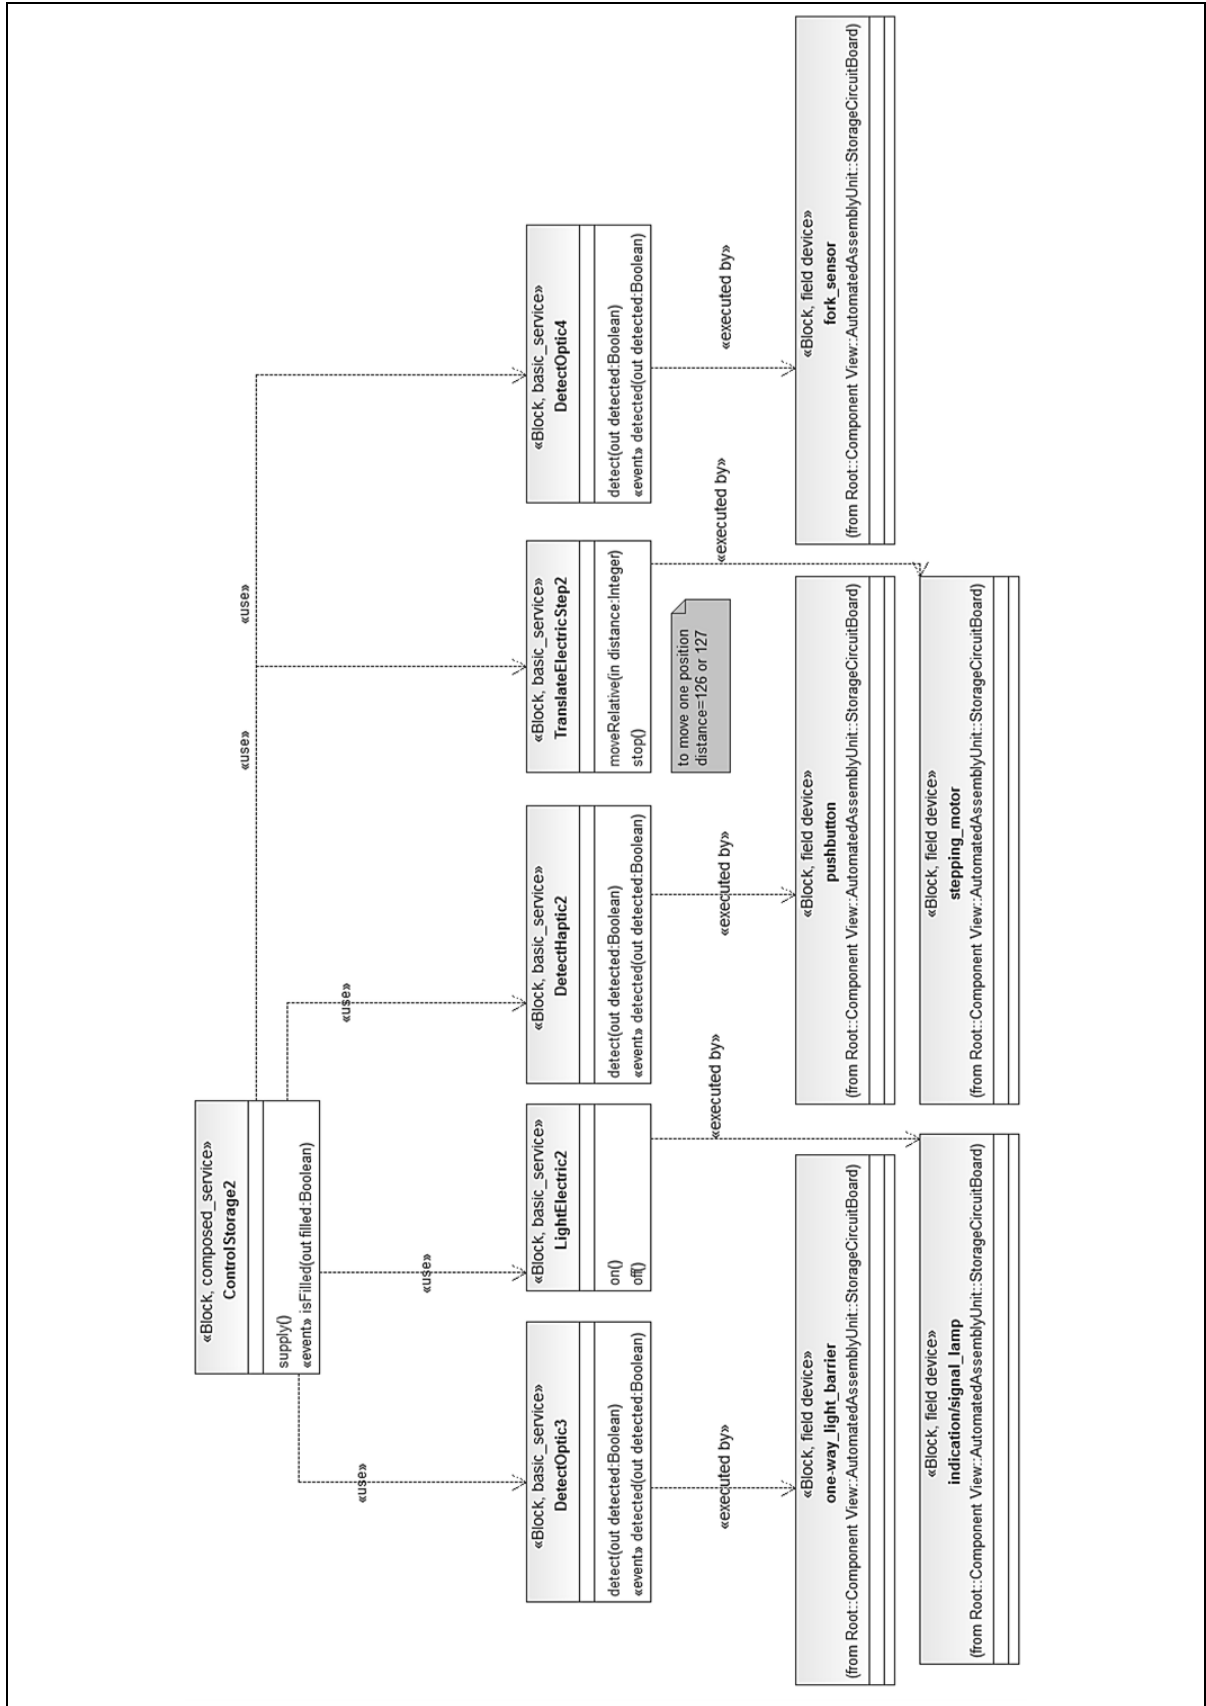 «Block, composed_service»
ControlStorage2
supply()
«event» isFilled(out filled:Boolean)
«use»
«use»
«use»
«use»
«use»
«Block, basic_service»
DetectOptic3
detect(out detected:Boolean)
«event» detected(out detected:Boolean)
«Block, basic_service»
LightElectric2
on()
off()
«Block, basic_service»
DetectHaptic2
detect(out detected:Boolean)
«event» detected(out detected:Boolean)
«Block, basic_service»
TranslateElectricStep2
moveRelative(in distance:Integer)
stop()
«Block, basic_service»
DetectOptic4
detect(out detected:Boolean)
«event» detected(out detected:Boolean)
to move one position
distance=126 or 127
«executed by»
«executed by»
«executed by»
«executed by»
«executed by»
«Block, field device»
one-way_light_barrier
(from Root::Component View::AutomatedAssemblyUnit::StorageCircuitBoard)
«Block, field device»
pushbutton
(from Root::Component View::AutomatedAssemblyUnit::StorageCircuitBoard)
«Block, field device»
fork_sensor
(from Root::Component View::AutomatedAssemblyUnit::StorageCircuitBoard)
«Block, field device»
indication/signal_lamp
(from Root::Component View::AutomatedAssemblyUnit::StorageCircuitBoard)
«Block, field device»
stepping_motor
(from Root::Component View::AutomatedAssemblyUnit::StorageCircuitBoard)